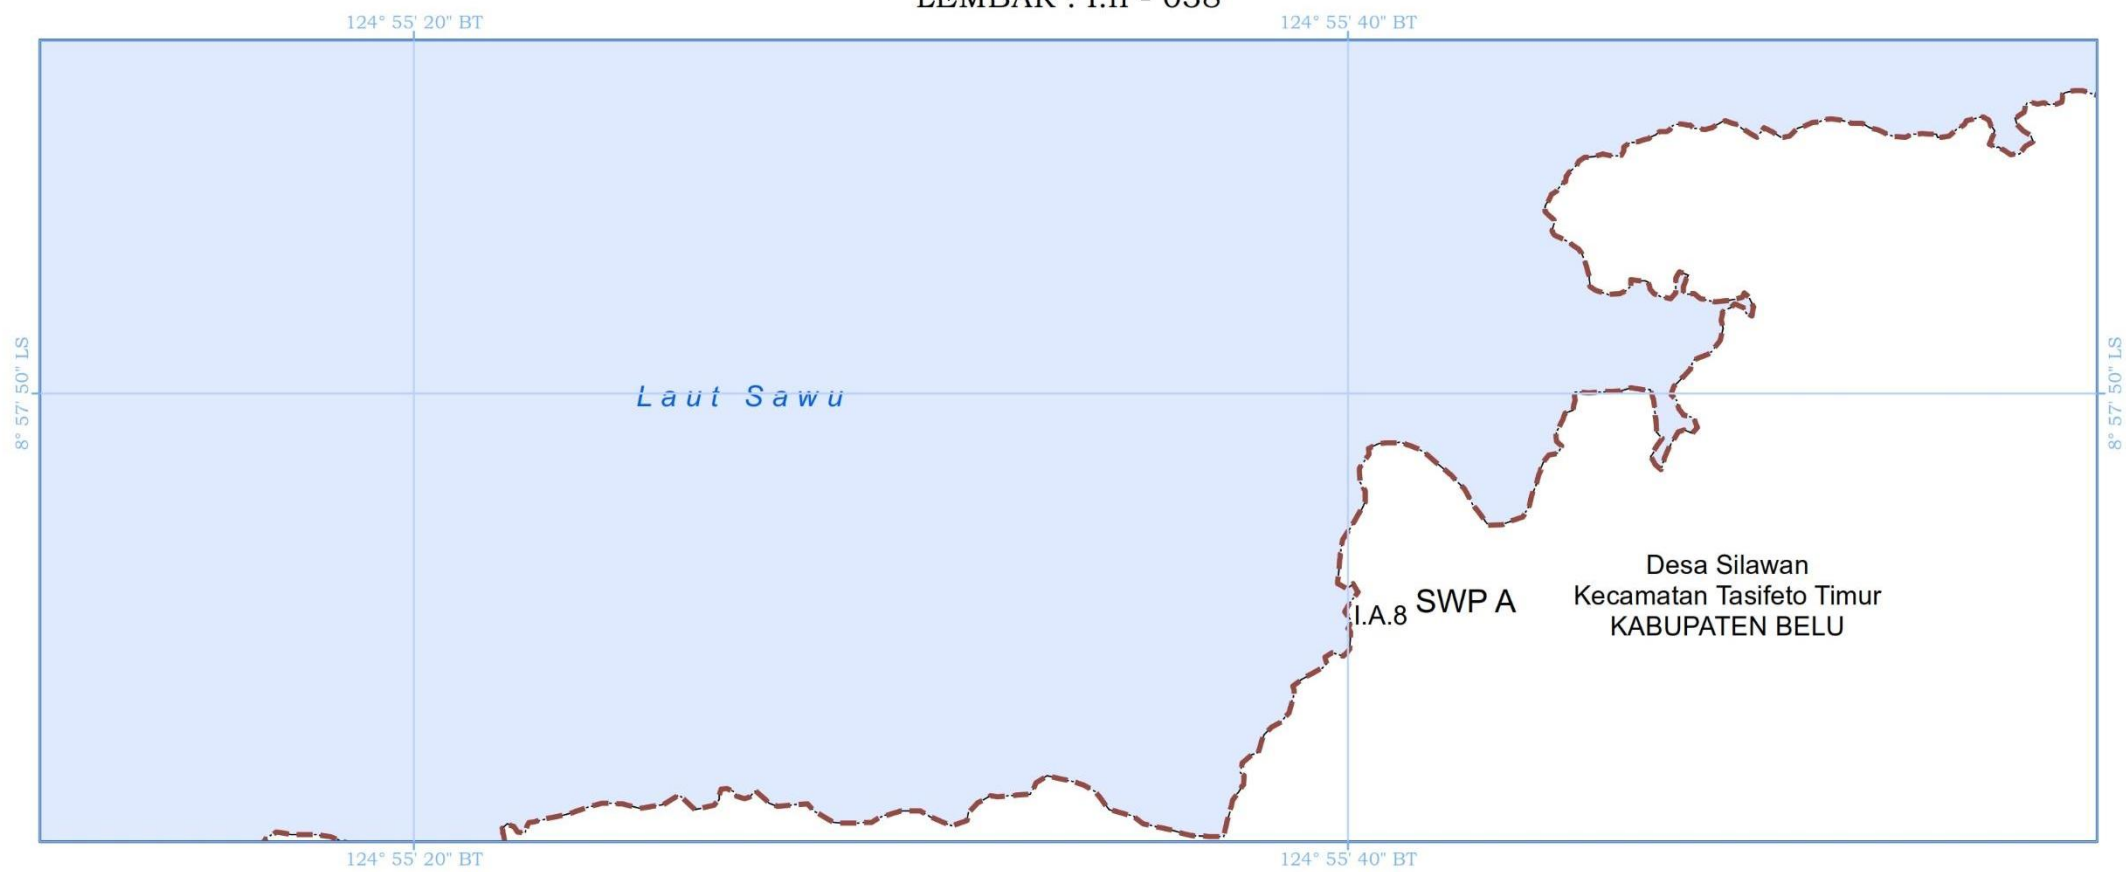 124° 55' 20" BT
124° 55' 40" BT
8° 57' 50" LS
8° 57' 50" LS
Laut Sawu
Desa Silawan
Kecamatan Tasifeto Timur
KABUPATEN BELU
SWP A
I.A.8
124° 55' 20" BT
124° 55' 40" BT